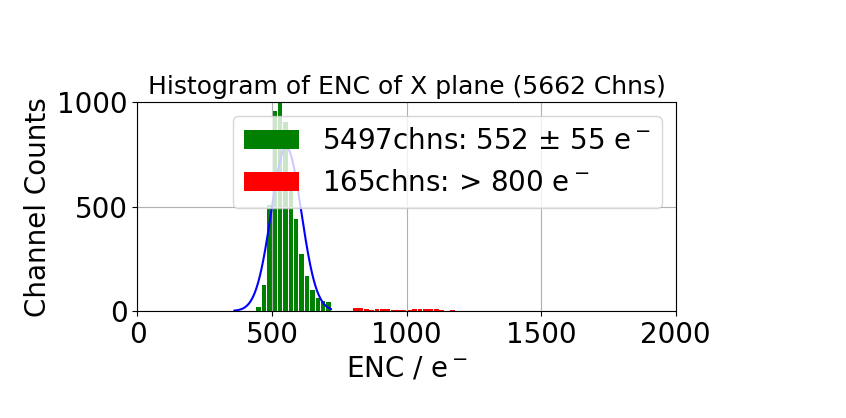 Histogram of ENC of X plane (5662 Chns)
Channel Counts
1000
500
0
5497chns: 552 ± 55 e⁻
165chns: > 800 e⁻
0 500 1000 1500 2000
ENC / e⁻